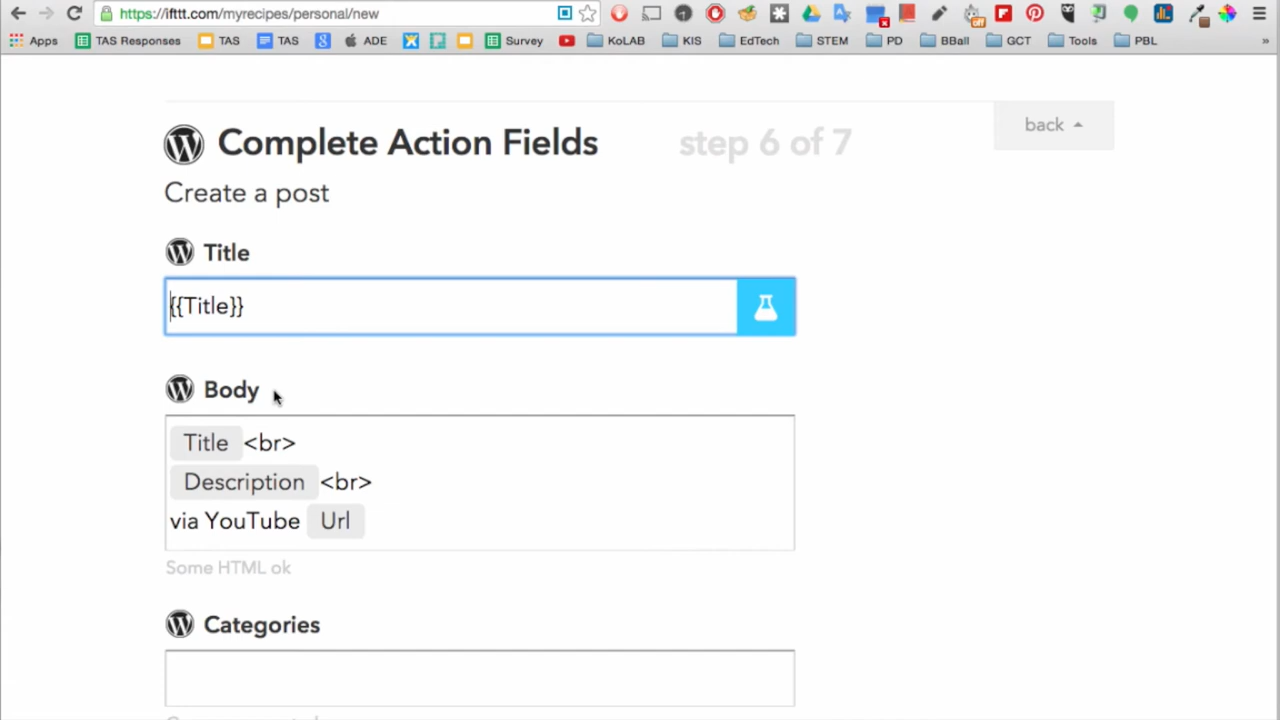 https://ifttt.com/myrecipes/personal/new
Apps TAS Responses TAS TAS ADE Survey KoLAB KIS EdTech STEM PD BBall GCT Tools PBL »
back
Complete Action Fields step 6 of 7
Create a post
Title
{{Title}}
Body
Title <br>
Description <br>
via YouTube Url
Some HTML ok
Categories